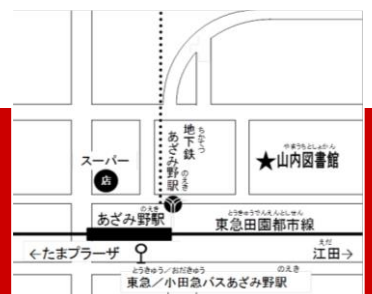 ちかてつ
地下鉄
のえき
あざみ野駅
やまうちとしょかん
★山内図書館
スーパー
店
のえき
あざみ野駅
とうきゅうでんえんとしせん
東急田園都市線
←たまプラーザ
えだ
江田→
とうきゅう/おだきゅう のえき
東急/小田急バスあざみ野駅